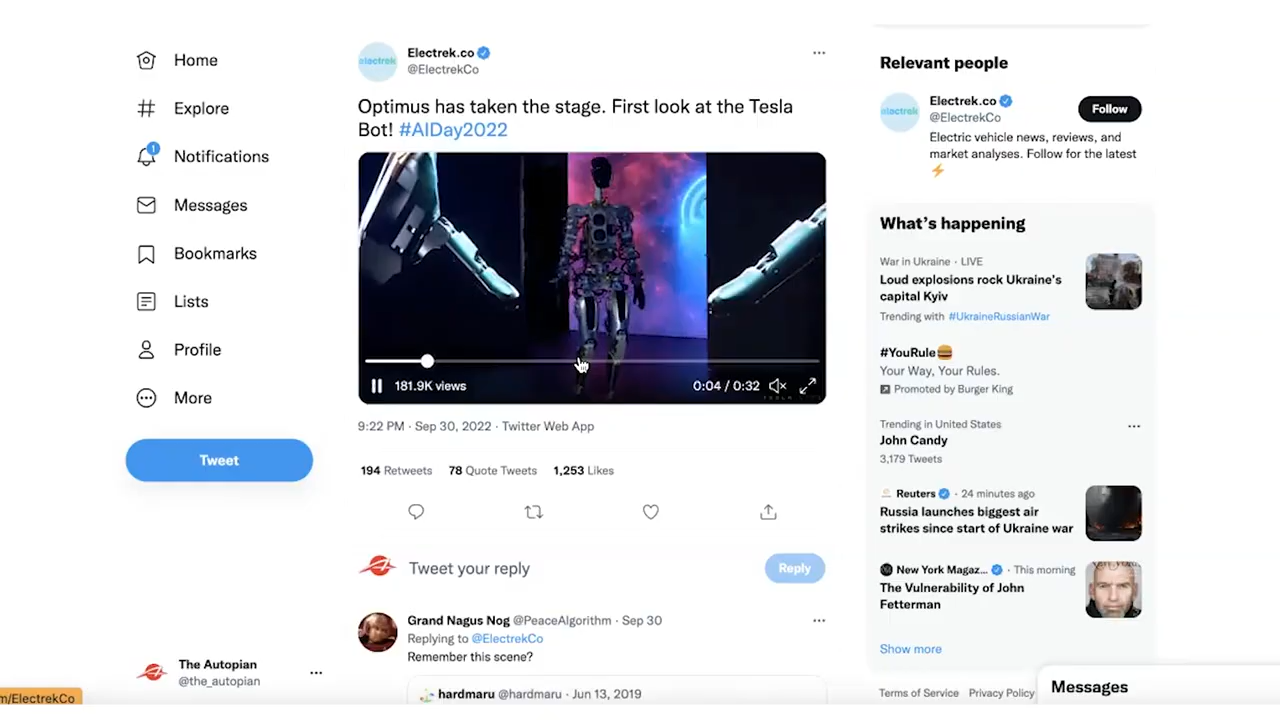 Home
Explore
1
Notifications
Messages
Bookmarks
Lists
Profile
More
Tweet
The Autopian
@the_autopian
m/ElectrekCo
electrek
Electrek.co
@ElectrekCo
Optimus has taken the stage. First look at the Tesla
Bot! #AIDay2022
181.9K views
0:04 / 0:32
9:22 PM · Sep 30, 2022 · Twitter Web App
194 Retweets 78 Quote Tweets 1,253 Likes
Tweet your reply
Reply
Grand Nagus Nog @PeaceAlgorithm · Sep 30
Replying to @ElectrekCo
Remember this scene?
hardmaru @hardmaru · Jun 13, 2019
Relevant people
electrek
Electrek.co
@ElectrekCo
Follow
Electric vehicle news, reviews, and
market analyses. Follow for the latest
What's happening
War in Ukraine · LIVE
Loud explosions rock Ukraine's
capital Kyiv
Trending with #UkraineRussianWar
#YouRule
Your Way, Your Rules.
Promoted by Burger King
Trending in United States
John Candy
3,179 Tweets
Reuters · 24 minutes ago
Russia launches biggest air
strikes since start of Ukraine war
New York Magaz... · This morning
The Vulnerability of John
Fetterman
Show more
Terms of Service Privacy Policy
Messages